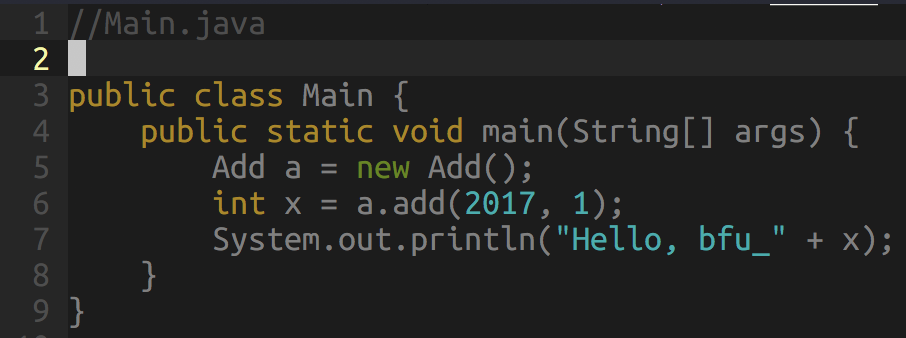 1 //Main.java
2
3 public class Main {
4     public static void main(String[] args) {
5         Add a = new Add();
6         int x = a.add(2017, 1);
7         System.out.println("Hello, bfu_" + x);
8     }
9 }